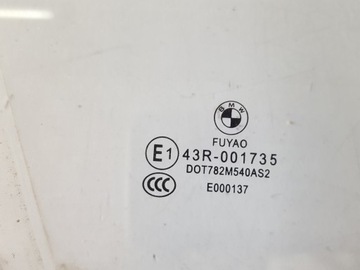 BMW
FUYAO
E1 43R-001735
DOT782M540AS2
CCC E000137